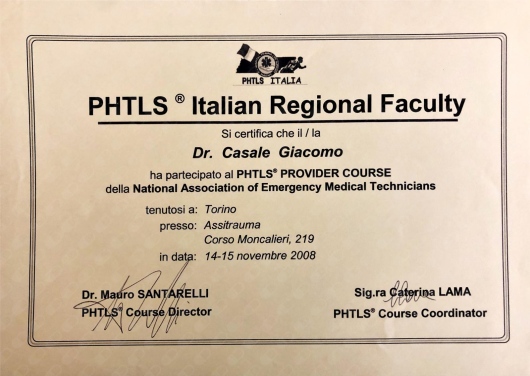 PHTLS ITALIA
PHTLS ® Italian Regional Faculty
Si certifica che il / la
Dr. Casale Giacomo
ha partecipato al PHTLS® PROVIDER COURSE
della National Association of Emergency Medical Technicians
tenutosi a: Torino
presso: Assitrauma
Corso Moncalieri, 219
in data: 14-15 novembre 2008
Dr. Mauro SANTARELLI
PHTLS® Course Director
Sig.ra Caterina LAMA
PHTLS® Course Coordinator